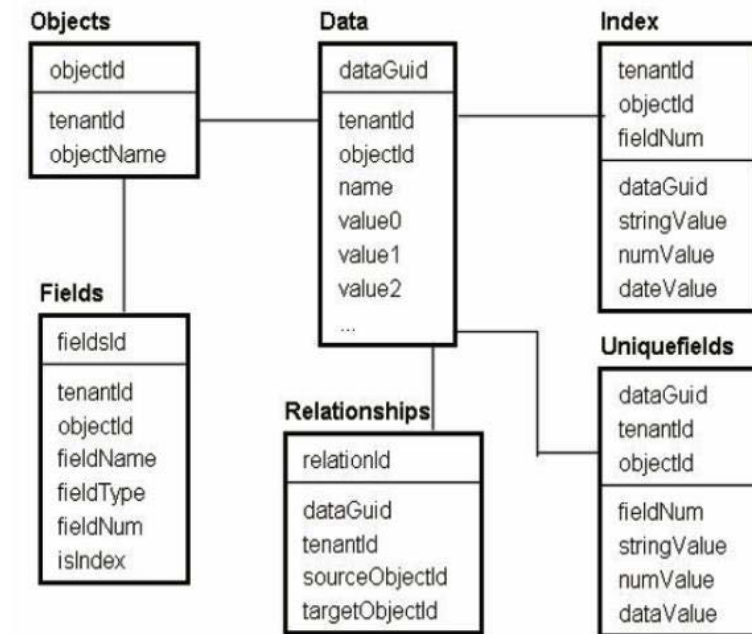 Objects
objectId
tenantId
objectName
Data
dataGuid
tenantId
objectId
name
value0
value1
value2
...
Index
tenantId
objectId
fieldNum
dataGuid
stringValue
numValue
dateValue
Fields
fieldsId
tenantId
objectId
fieldName
fieldType
fieldNum
isIndex
Relationships
relationId
dataGuid
tenantId
sourceObjectId
targetObjectId
Uniquefields
dataGuid
tenantId
objectId
fieldNum
stringValue
numValue
dataValue